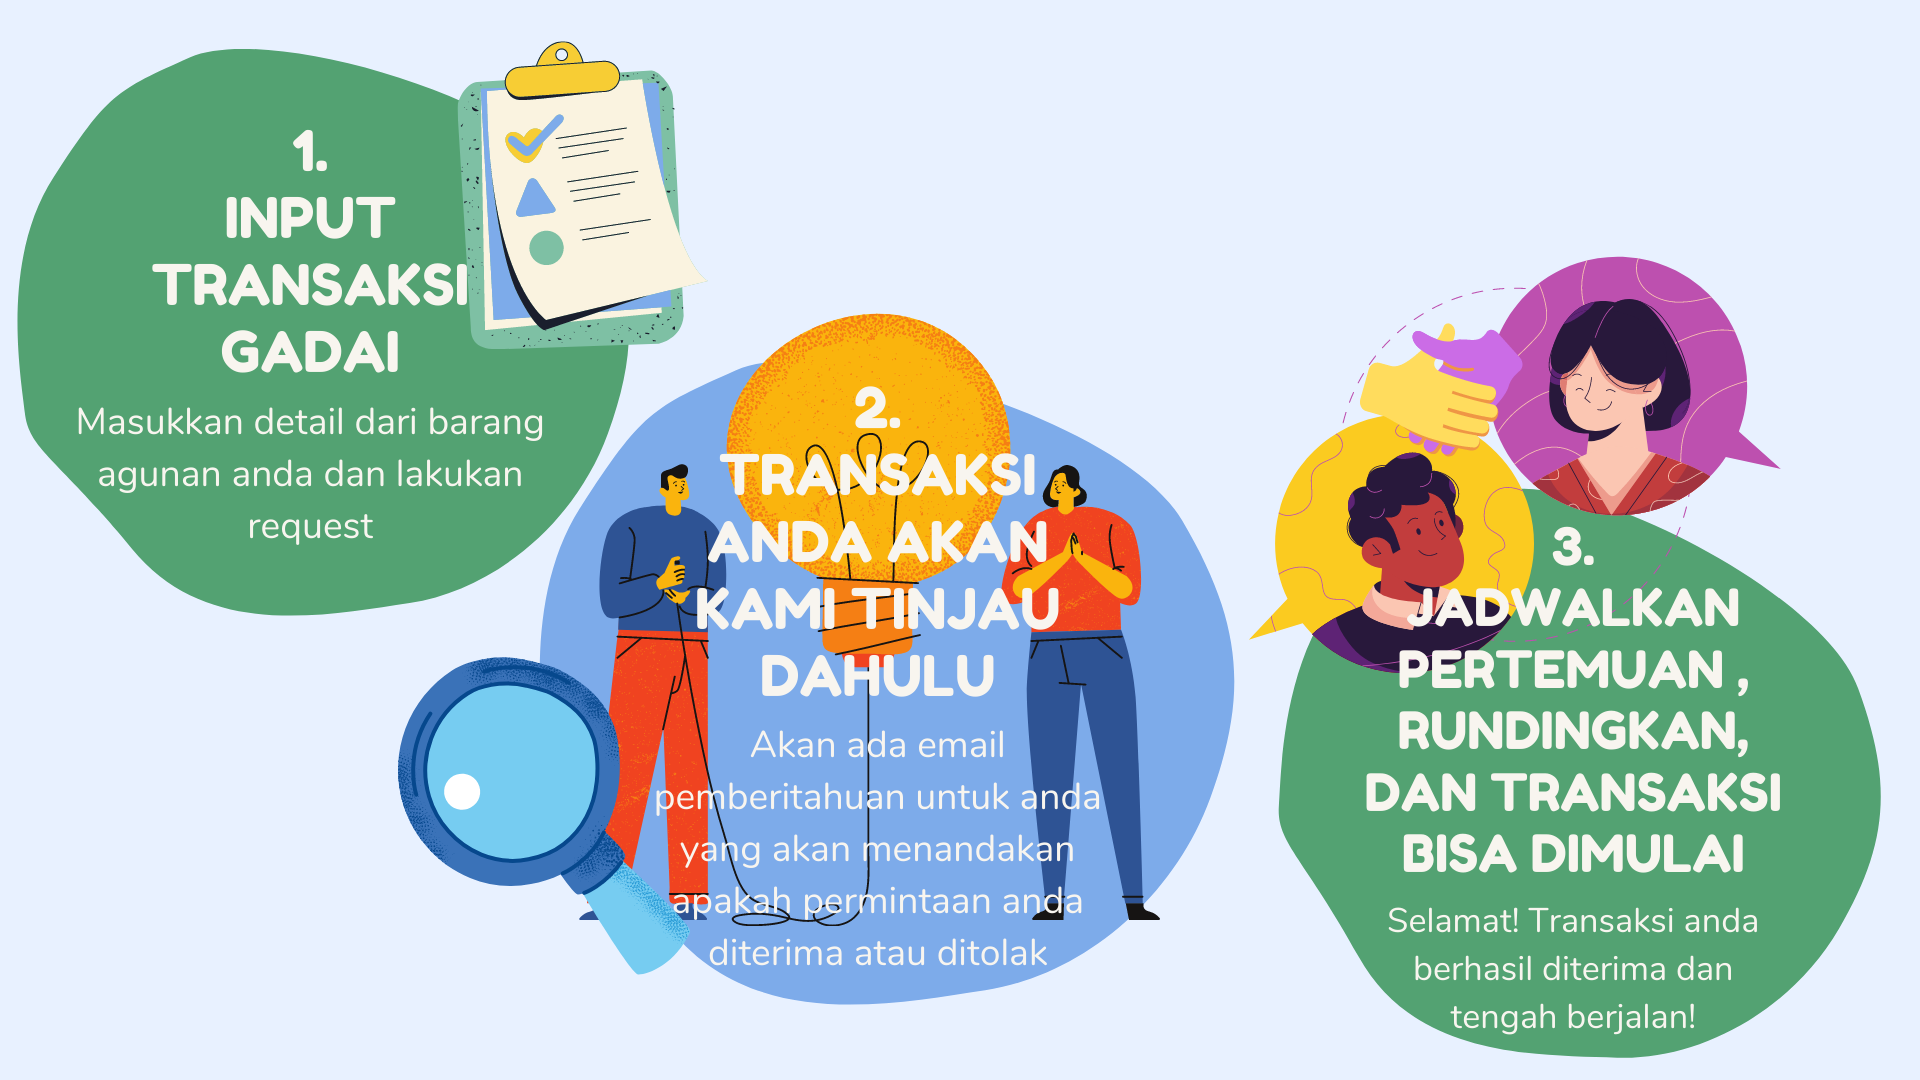 1.
INPUT
TRANSAKSI
GADAI
Masukkan detail dari barang
agunan anda dan lakukan
request
2.
TRANSAKSI
ANDA AKAN
KAMI TINJAU
DAHULU
Akan ada email
pemberitahuan untuk anda
yang akan menandakan
apakah permintaan anda
diterima atau ditolak
3.
JADWALKAN
PERTEMUAN ,
RUNDINGKAN,
DAN TRANSAKSI
BISA DIMULAI
Selamat! Transaksi anda
berhasil diterima dan
tengah berjalan!